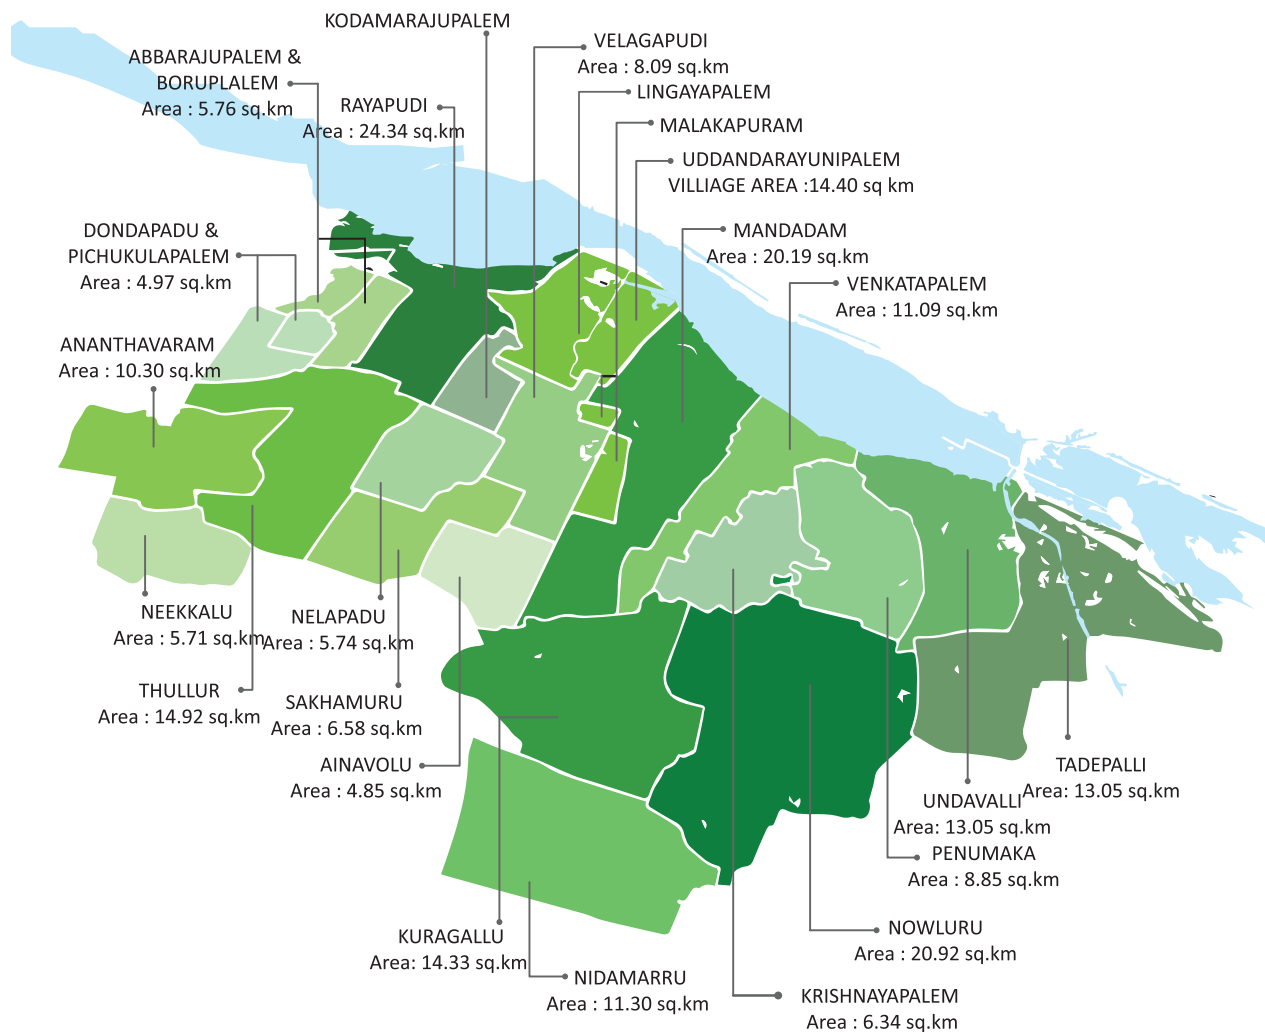 KODAMARAJUPALEM
VELAGAPUDI
Area : 8.09 sq.km
ABBARAJUPALEM &
BORUPLALEM
Area : 5.76 sq.km
RAYAPUDI
Area : 24.34 sq.km
LINGAYAPALEM
MALAKAPURAM
UDDANDARAYUNIPALEM
VILLIAGE AREA :14.40 sq km
DONDAPADU &
PICHUKULAPALEM
Area : 4.97 sq.km
MANDADAM
Area : 20.19 sq.km
VENKATAPALEM
Area : 11.09 sq.km
ANANTHAVARAM
Area : 10.30 sq.km
NEEKKALU
Area : 5.71 sq.km
NELAPADU
Area : 5.74 sq.km
THULLUR
Area : 14.92 sq.km
SAKHAMURU
Area : 6.58 sq.km
AINAVOLU
Area : 4.85 sq.km
TADEPALLI
Area: 13.05 sq.km
UNDAVALLI
Area: 13.05 sq.km
PENUMAKA
Area : 8.85 sq.km
KURAGALLU
Area: 14.33 sq.km
NOWLURU
Area : 20.92 sq.km
NIDAMARRU
Area : 11.30 sq.km
KRISHNAYAPALEM
Area : 6.34 sq.km